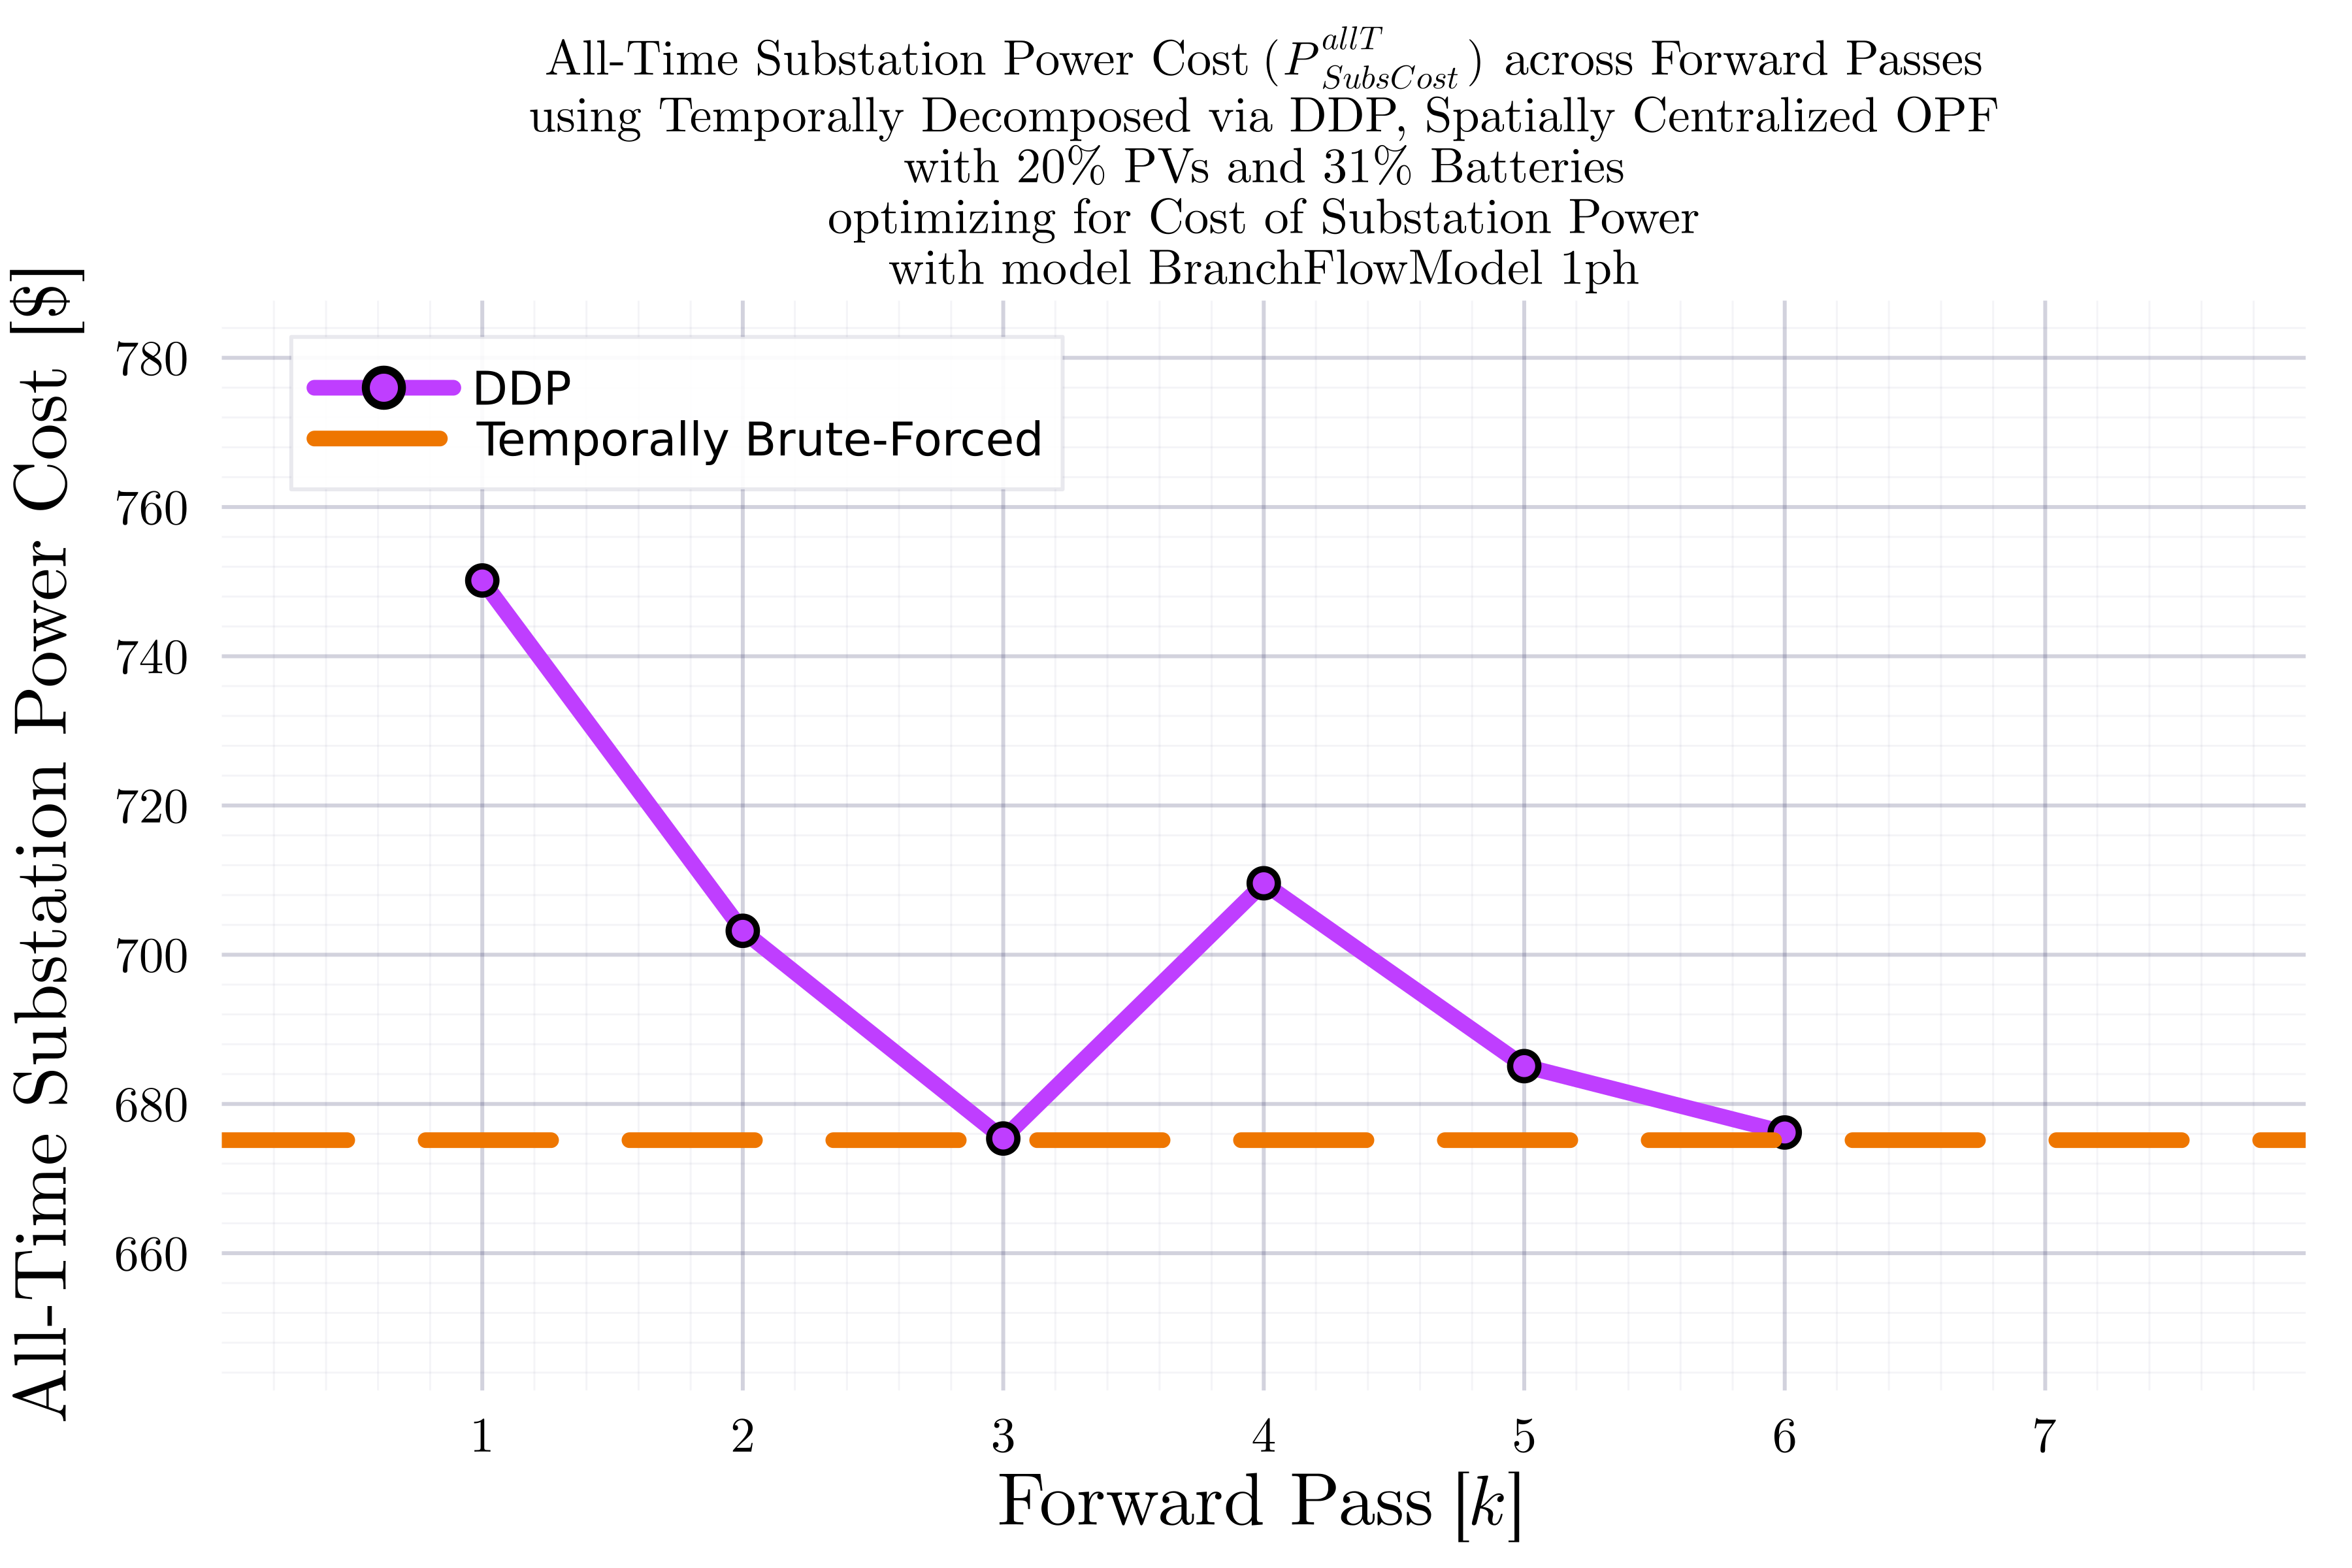 All-Time Substation Power Cost (P^{allT}_{SubsCost}) across Forward Passes
using Temporally Decomposed via DDP, Spatially Centralized OPF
with 20% PVs and 31% Batteries
optimizing for Cost of Substation Power
with model BranchFlowModel 1ph
All-Time Substation Power Cost [$]
780
760
740
720
700
680
660
DDP
Temporally Brute-Forced
1 2 3 4 5 6 7
Forward Pass [k]